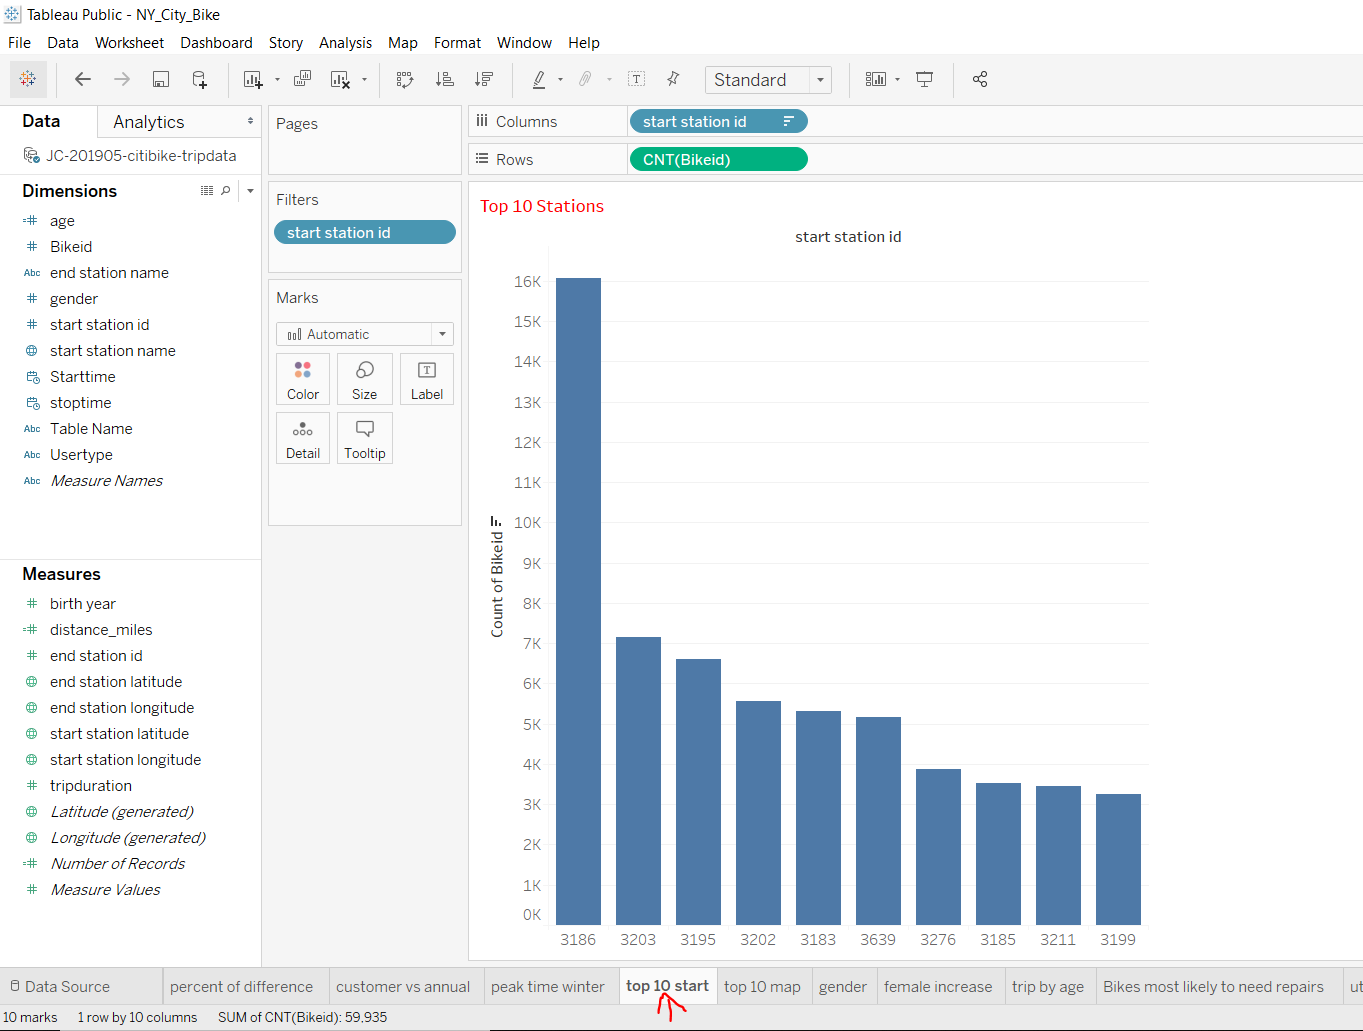 Tableau Public - NY_City_Bike
File Data Worksheet Dashboard Story Analysis Map Format Window Help
Standard
Data Analytics
JC-201905-citibike-tripdata
Dimensions
age
Bikeid
Abc end station name
gender
start station id
start station name
Starttime
stoptime
Abc Table Name
Abc Usertype
Abc Measure Names
Measures
birth year
distance_miles
end station id
end station latitude
end station longitude
start station latitude
start station longitude
tripduration
Latitude (generated)
Longitude (generated)
Number of Records
Measure Values
Pages
Filters
start station id
Marks
Automatic
Color Size Label
Detail Tooltip
Columns start station id
Rows CNT(Bikeid)
Top 10 Stations
start station id
Count of Bikeid
16K
15K
14K
13K
12K
11K
10K
9K
8K
7K
6K
5K
4K
3K
2K
1K
0K
3186 3203 3195 3202 3183 3639 3276 3185 3211 3199
Data Source percent of difference customer vs annual peak time winter top 10 start top 10 map gender female increase trip by age Bikes most likely to need repairs ut
10 marks 1 row by 10 columns SUM of CNT(Bikeid): 59,935